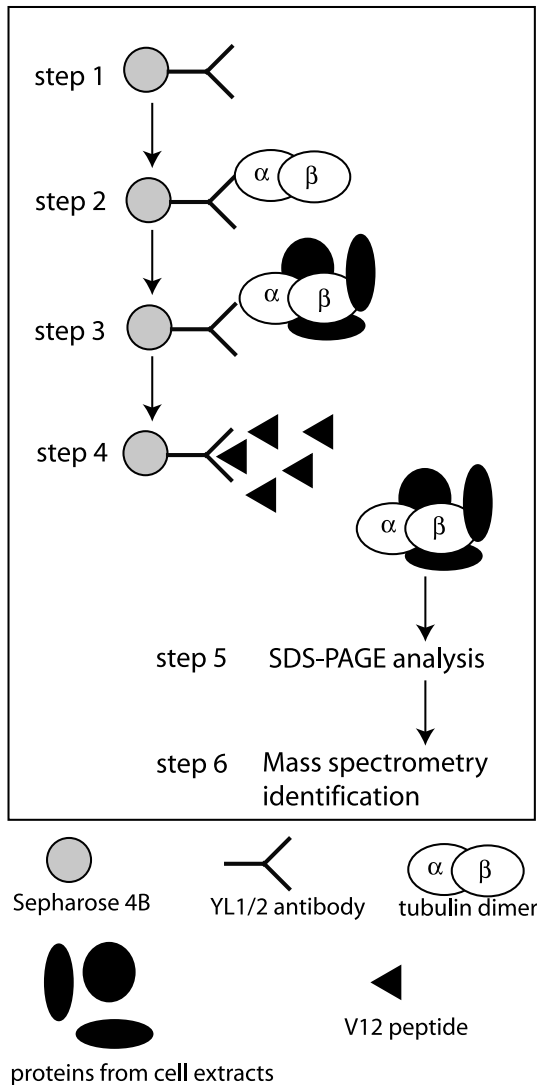 step 1
step 2
α β
step 3
α β
step 4
α β
step 5 SDS-PAGE analysis
step 6 Mass spectrometry
identification
α β
Sepharose 4B YL1/2 antibody tubulin dimer
V12 peptide
proteins from cell extracts